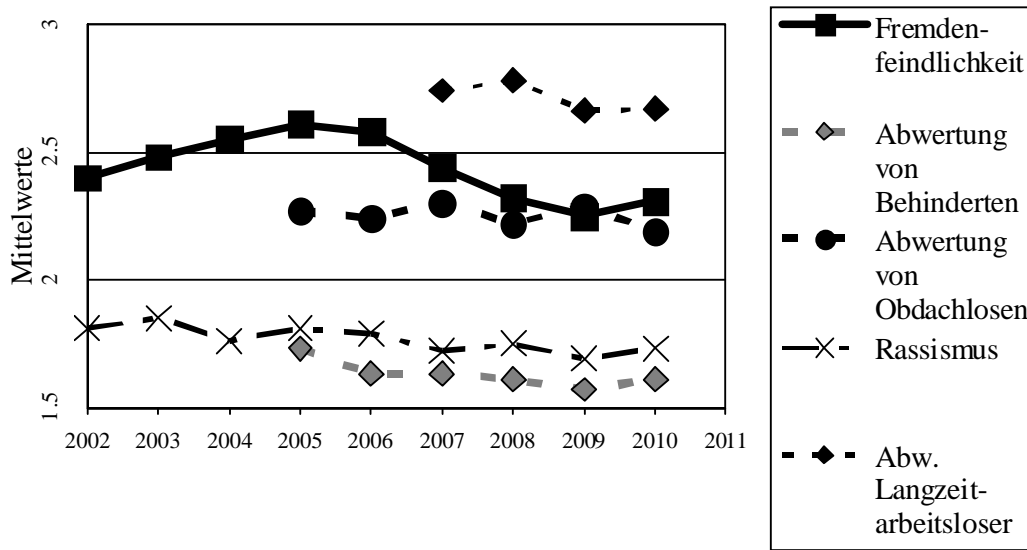 3
2.5
2
1.5
Mittelwerte
2002 2003 2004 2005 2006 2007 2008 2009 2010 2011
Fremden-
feindlichkeit
Abwertung
von
Behinderten
Abwertung
von
Obdachlosen
Rassismus
Abw.
Langzeit-
arbeitsloser